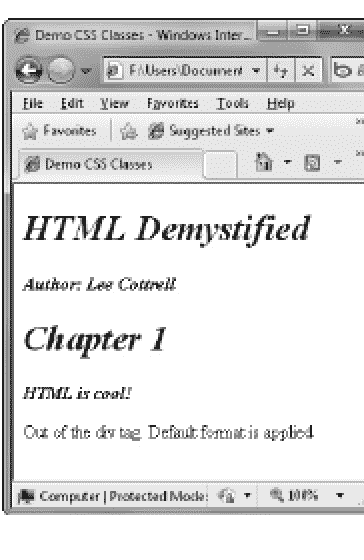 Demo CSS Classes - Windows Inter...
F:\Users\Document
File Edit View Favorites Tools Help
Favorites Suggested Sites
Demo CSS Classes
HTML Demystified
Author: Lee Cottrell
Chapter 1
HTML is cool!
Out of the div tag. Default format is applied
Computer | Protected Mode: 100%